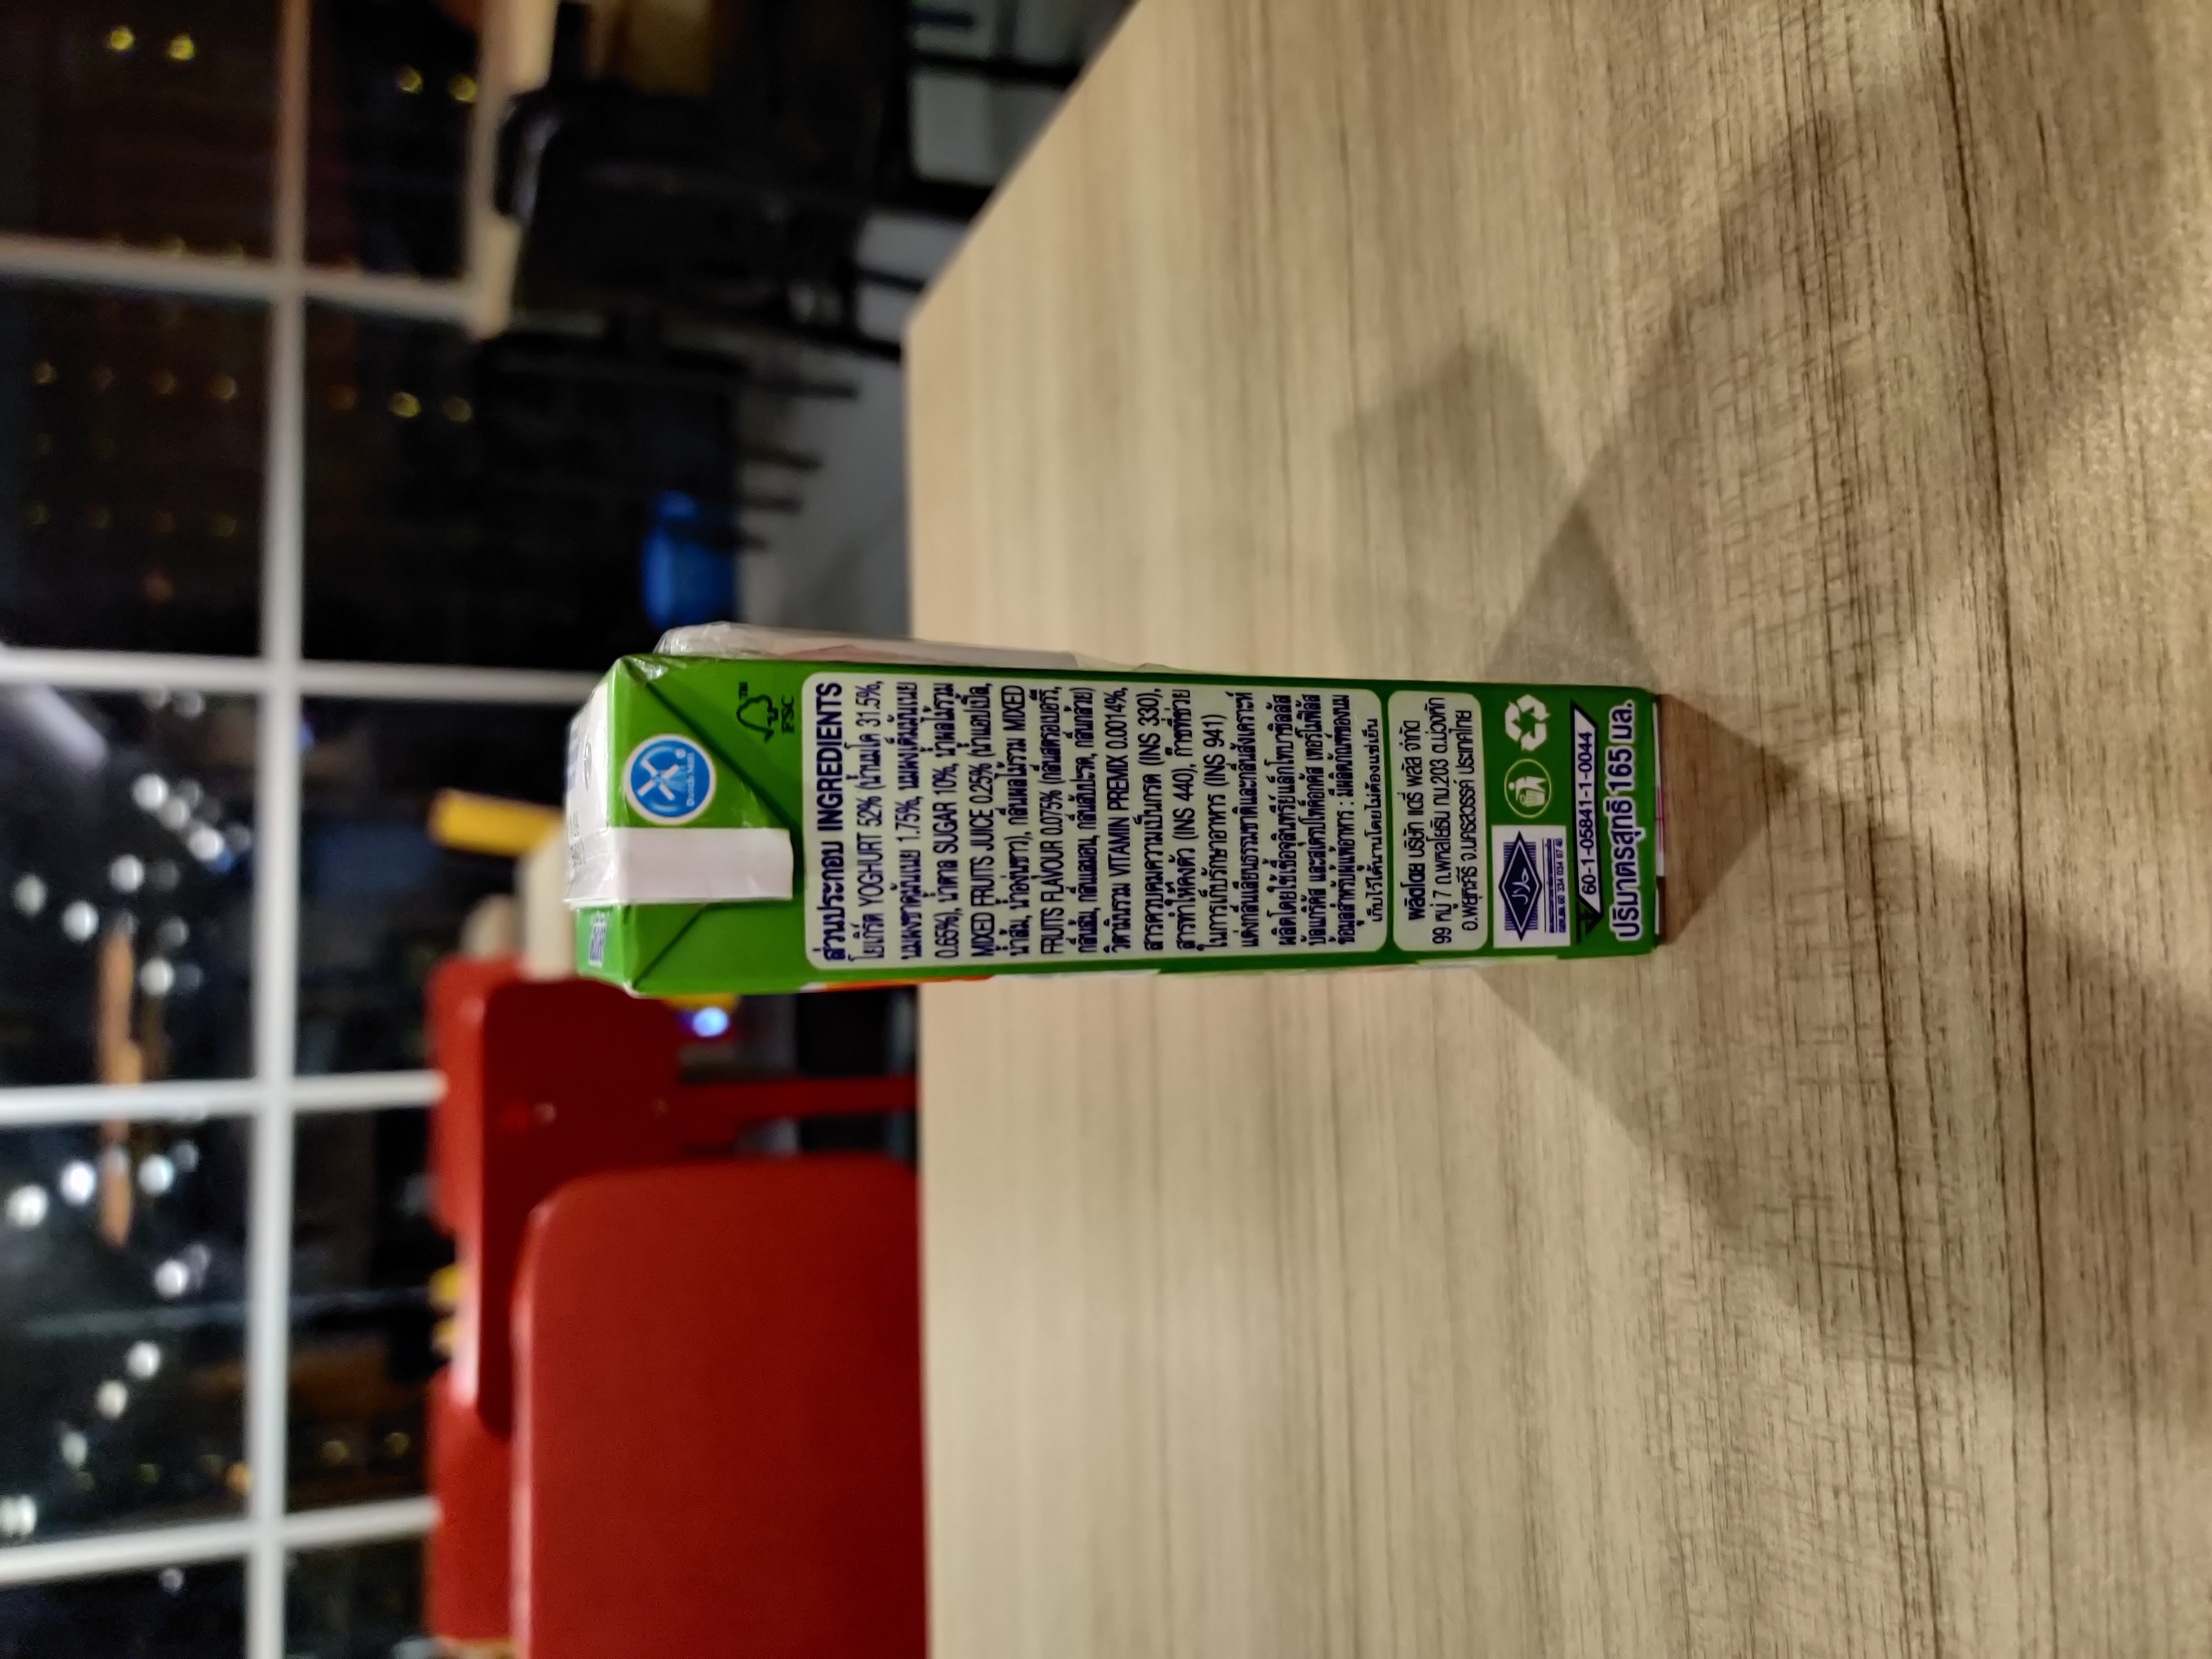 Dutch Mill
FSC
ส่วนประกอบ INGREDIENTS
โยเกิร์ต YOGHURT 52% (น้ำนมโค 31.5%,
นมผงขาดมันเนย 1.75%, นมผงเต็มมันเนย
0.65%), น้ำตาล SUGAR 10%, น้ำผลไม้รวม
MIXED FRUITS JUICE 0.25% (น้ำแอปเปิ้ล,
น้ำส้ม, น้ำองุ่นขาว), กลิ่นผลไม้รวม MIXED
FRUITS FLAVOUR 0.075% (กลิ่นสตรอเบอร์รี่,
กลิ่นส้ม, กลิ่นเลมอน, กลิ่นสับปะรด, กลิ่นกล้วย)
วิตามินรวม VITAMIN PREMIX 0.0014%,
สารควบคุมความเป็นกรด (INS 330),
สารทำให้คงตัว (INS 440), ก๊าซที่ช่วย
ในการเก็บรักษาอาหาร (INS 941)
แต่งกลิ่นเลียนธรรมชาติและกลิ่นสังเคราะห์
ผลิตโดยใช้เชื้อจุลินทรีย์แล็กโทบาซิลลัส
บัลแกริคัส และสเตรปโทค็อกคัส เทอร์โมฟิลัส
ข้อมูลสำหรับผู้แพ้อาหาร : มีผลิตภัณฑ์ของนม
เก็บไว้ได้นานโดยไม่ต้องแช่เย็น
ผลิตโดย บริษัท แดรี่ พลัส จำกัด
99 หมู่ 7 ถ.พหลโยธิน กม.203 ต.ม่วงหัก
อ.พยุหะคีรี จ.นครสวรรค์ ประเทศไทย
حلال
60 334 034 07 46
60-1-05841-1-0044
ปริมาตรสุทธิ 165 มล.